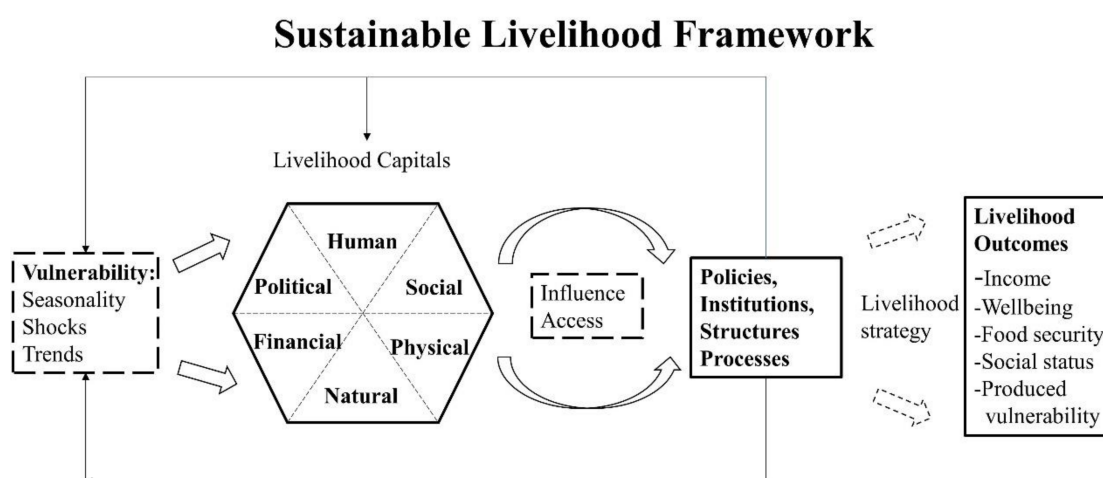 Sustainable Livelihood Framework
Livelihood Capitals
Vulnerability:
Seasonality
Shocks
Trends
Human
Political
Social
Financial
Physical
Natural
Influence
Access
Policies,
Institutions,
Structures
Processes
Livelihood
strategy
Livelihood
Outcomes
-Income
-Wellbeing
-Food security
-Social status
-Produced
vulnerability